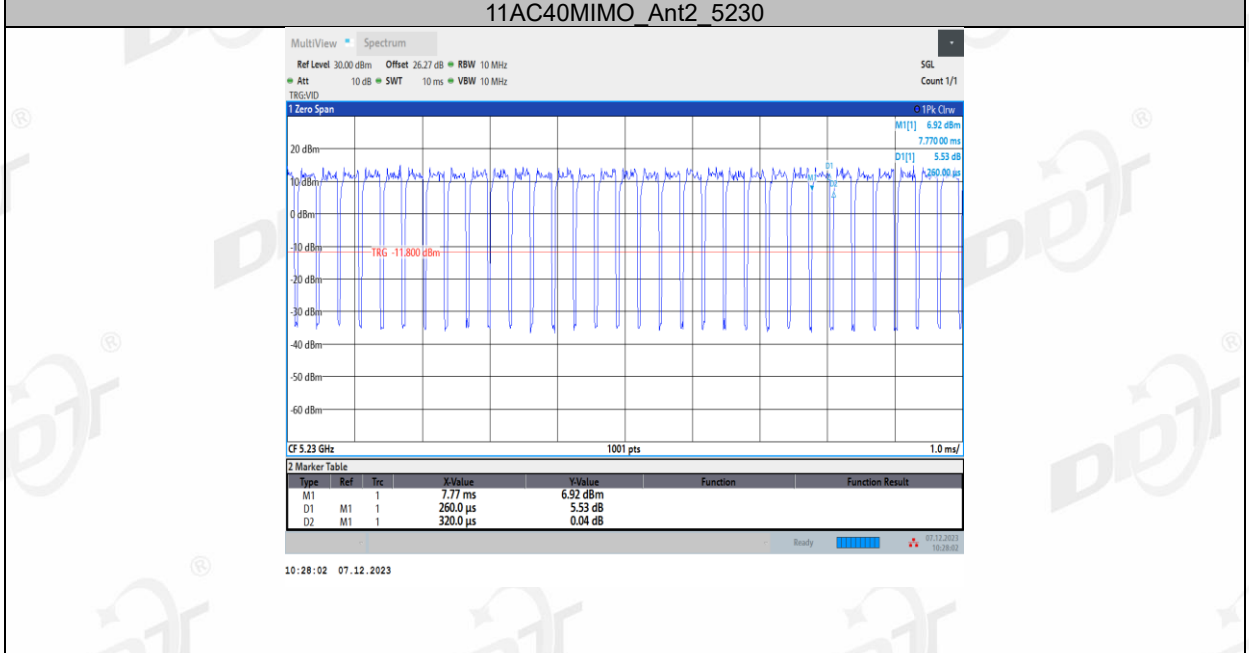 11AC40MIMO_Ant2_5230
MultiView Spectrum
Ref Level 30.00 dBm Offset 26.27 dB RBW 10 MHz SGL
Att 10 dB SWT 10 ms VBW 10 MHz Count 1/1
TRG:VID
1 Zero Span 1Pk Clrw
M1[1] 6.92 dBm
7.770 00 ms
20 dBm
D1[1] 5.53 dB
D1
260.00 µs
10 dBm
M1
D2
0 dBm
-10 dBm
TRG -11.800 dBm
-20 dBm
-30 dBm
-40 dBm
-50 dBm
-60 dBm
CF 5.23 GHz 1001 pts 1.0 ms/
2 Marker Table
Type Ref Trc X-Value Y-Value Function Function Result
M1 1 7.77 ms 6.92 dBm
D1 M1 1 260.0 µs 5.53 dB
D2 M1 1 320.0 µs 0.04 dB
Ready 07.12.2023
10:28:02
10:28:02 07.12.2023
DDT
®